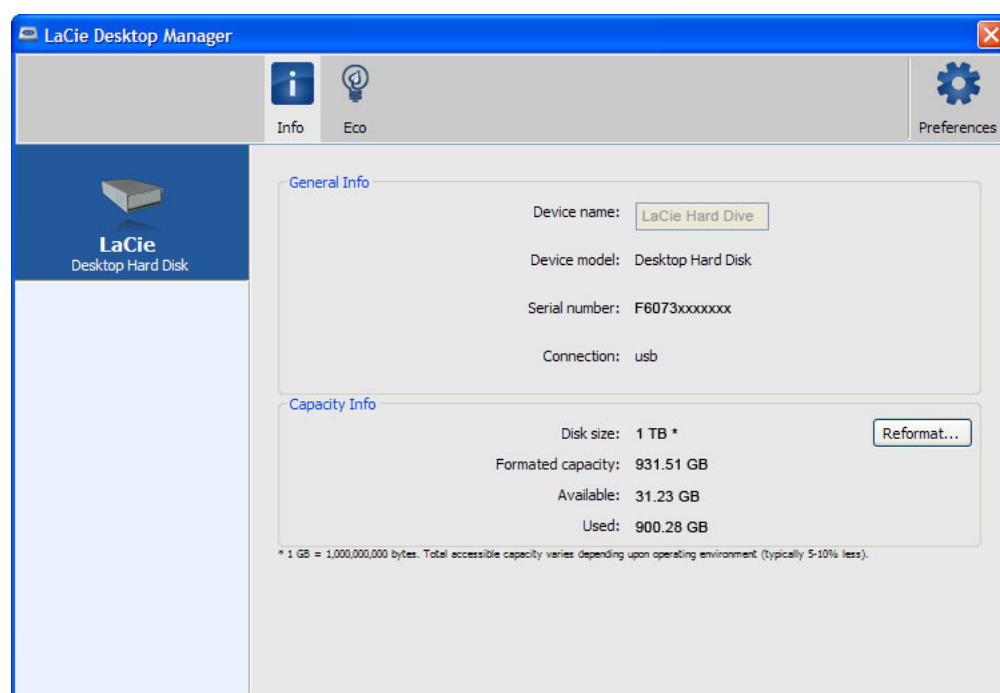 LaCie Desktop Manager
Info
Eco
Preferences
LaCie
Desktop Hard Disk
General Info
Device name: LaCie Hard Dive
Device model: Desktop Hard Disk
Serial number: F6073xxxxxxx
Connection: usb
Capacity Info
Disk size: 1 TB *
Reformat...
Formated capacity: 931.51 GB
Available: 31.23 GB
Used: 900.28 GB
* 1 GB = 1,000,000,000 bytes. Total accessible capacity varies depending upon operating environment (typically 5-10% less).